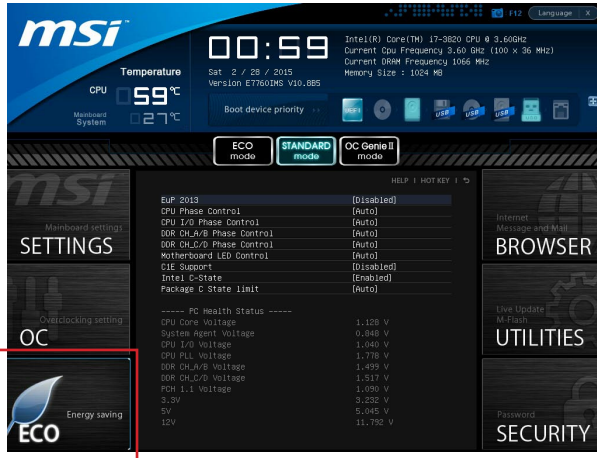 msi
F12 Language X
00:59
Intel(R) Core(TM) i7-3820 CPU @ 3.60GHz
Current Cpu Frequency 3.60 GHz (100 x 36 MHz)
Current DRAM Frequency 1066 MHz
Memory Size : 1024 MB
Temperature
Sat 2 / 28 / 2015
Version E7760IMS V10.8B5
CPU 59°C
Mainboard
System 27°C
Boot device priority
UEFI USB USB USB
ECO
mode
STANDARD
mode
OC Genie II
mode
HELP | HOT KEY |
msi
Mainboard settings
SETTINGS
Overclocking setting
OC
Energy saving
ECO
EuP 2013 [Disabled]
CPU Phase Control [Auto]
CPU I/O Phase Control [Auto]
DDR CH_A/B Phase Control [Auto]
DDR CH_C/D Phase Control [Auto]
Motherboard LED Control [Auto]
C1E Support [Disabled]
Intel C-State [Enabled]
Package C State limit [Auto]
----- PC Health Status -----
CPU Core Voltage 1.128 V
System Agent Voltage 0.848 V
CPU I/O Voltage 1.040 V
CPU PLL Voltage 1.778 V
DDR CH_A/B Voltage 1.499 V
DDR CH_C/D Voltage 1.517 V
PCH 1.1 Voltage 1.090 V
3.3V 3.232 V
5V 5.045 V
12V 11.792 V
Internet
Message and Mail
BROWSER
Live Update
M-Flash
UTILITIES
Password
SECURITY